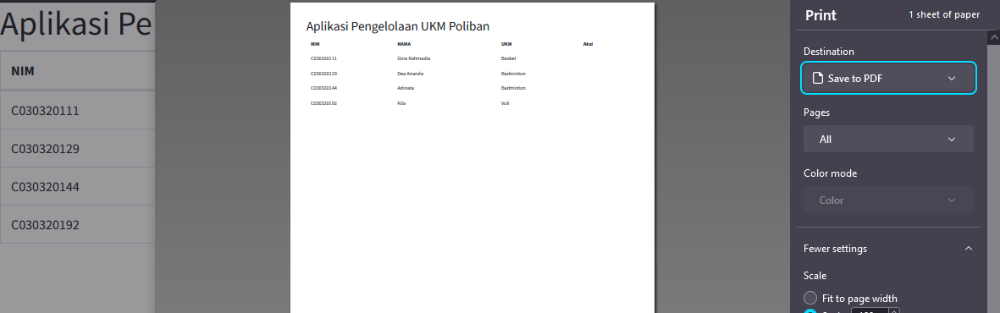 Aplikasi Pe
NIM
C030320111
C030320129
C030320144
C030320192
Aplikasi Pengelolaan UKM Poliban
NIM NAMA UKM Aksi
C030320111 Gina Rahmadia Basket
C030320129 Dea Ananda Badminton
C030320144 Adinata Badminton
C030320192 Kila Voli
Print 1 sheet of paper
Destination
Save to PDF
Pages
All
Color mode
Color
Fewer settings
Scale
Fit to page width